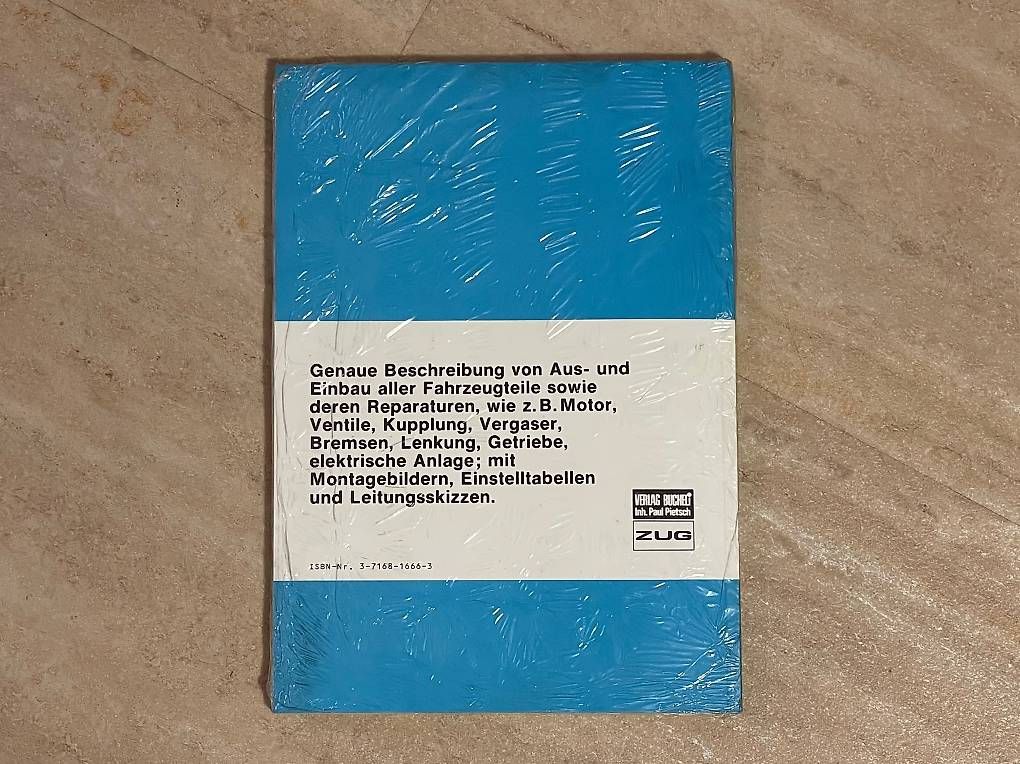 Genaue Beschreibung von Aus- und
Einbau aller Fahrzeugteile sowie
deren Reparaturen, wie z.B. Motor,
Ventile, Kupplung, Vergaser,
Bremsen, Lenkung, Getriebe,
elektrische Anlage; mit
Montagebildern, Einstelltabellen
und Leitungsskizzen.
VERLAG BUCHELI
Inh. Paul Pietsch
ZUG
ISBN-Nr. 3-7168-1666-3